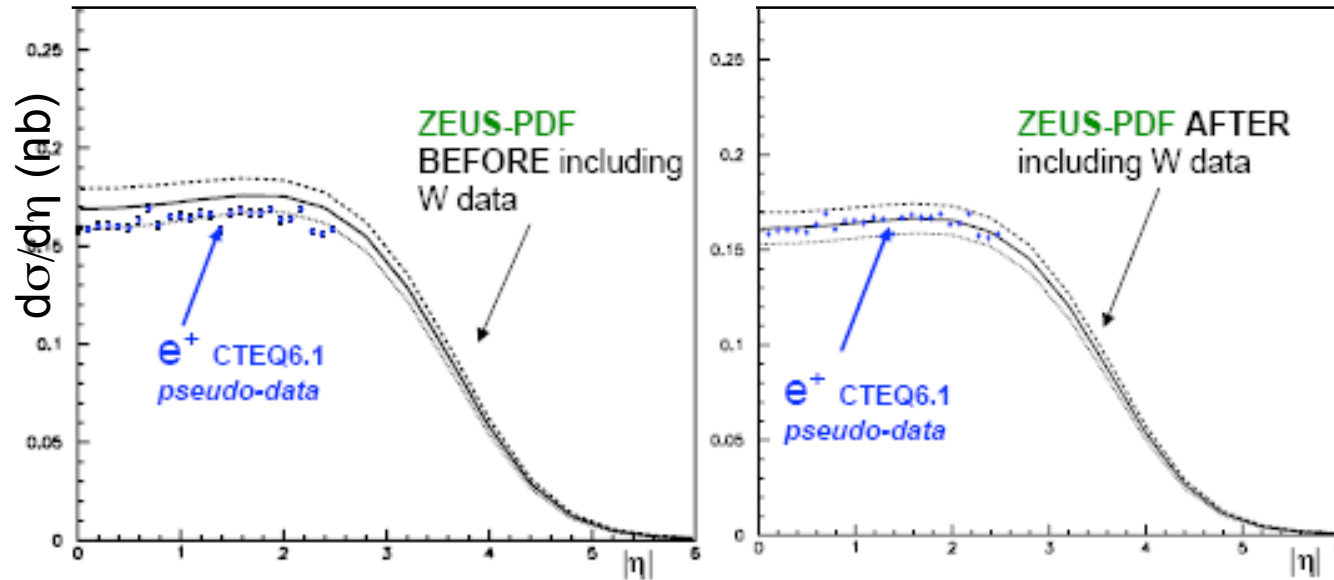 dσ/dη (nb)
0.25
0.2
0.15
0.1
0.05
0
0 1 2 3 4 5 6
|η|
ZEUS-PDF
BEFORE including
W data
e⁺ CTEQ6.1
pseudo-data
0.25
0.2
0.15
0.1
0.05
0
0 1 2 3 4 5
|η|
ZEUS-PDF AFTER
including W data
e⁺ CTEQ6.1
pseudo-data